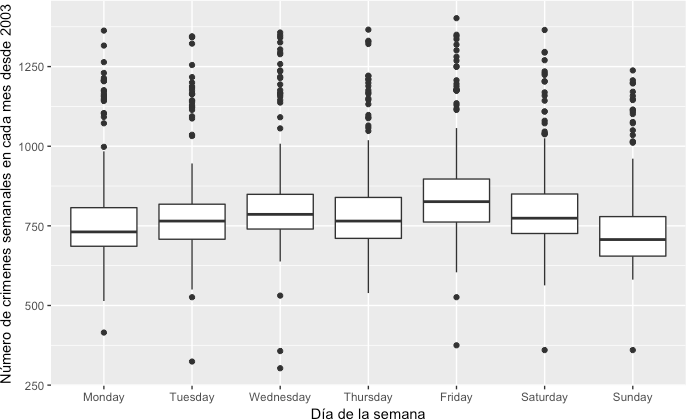 Número de crímenes semanales en cada mes desde 2003
1250
1000
750
500
250
Monday Tuesday Wednesday Thursday Friday Saturday Sunday
Día de la semana